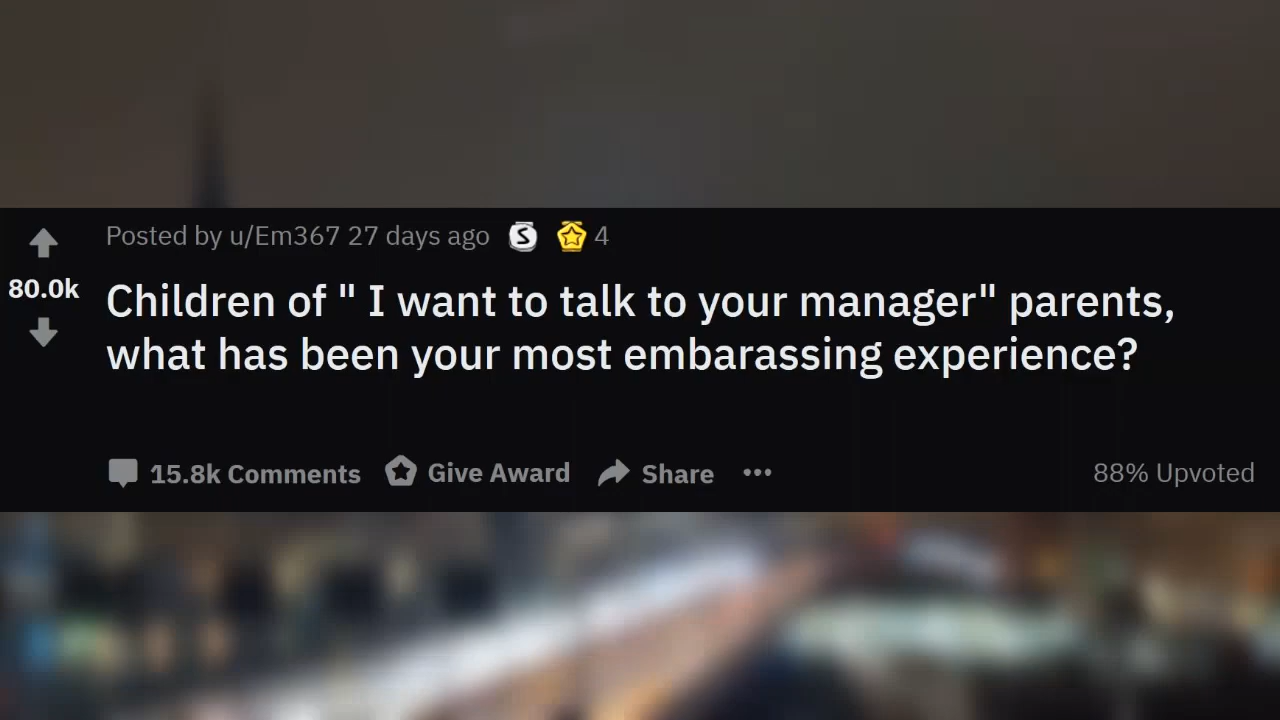 Posted by u/Em367 27 days ago S 4
80.0k
Children of " I want to talk to your manager" parents,
what has been your most embarassing experience?
15.8k Comments Give Award Share ••• 88% Upvoted